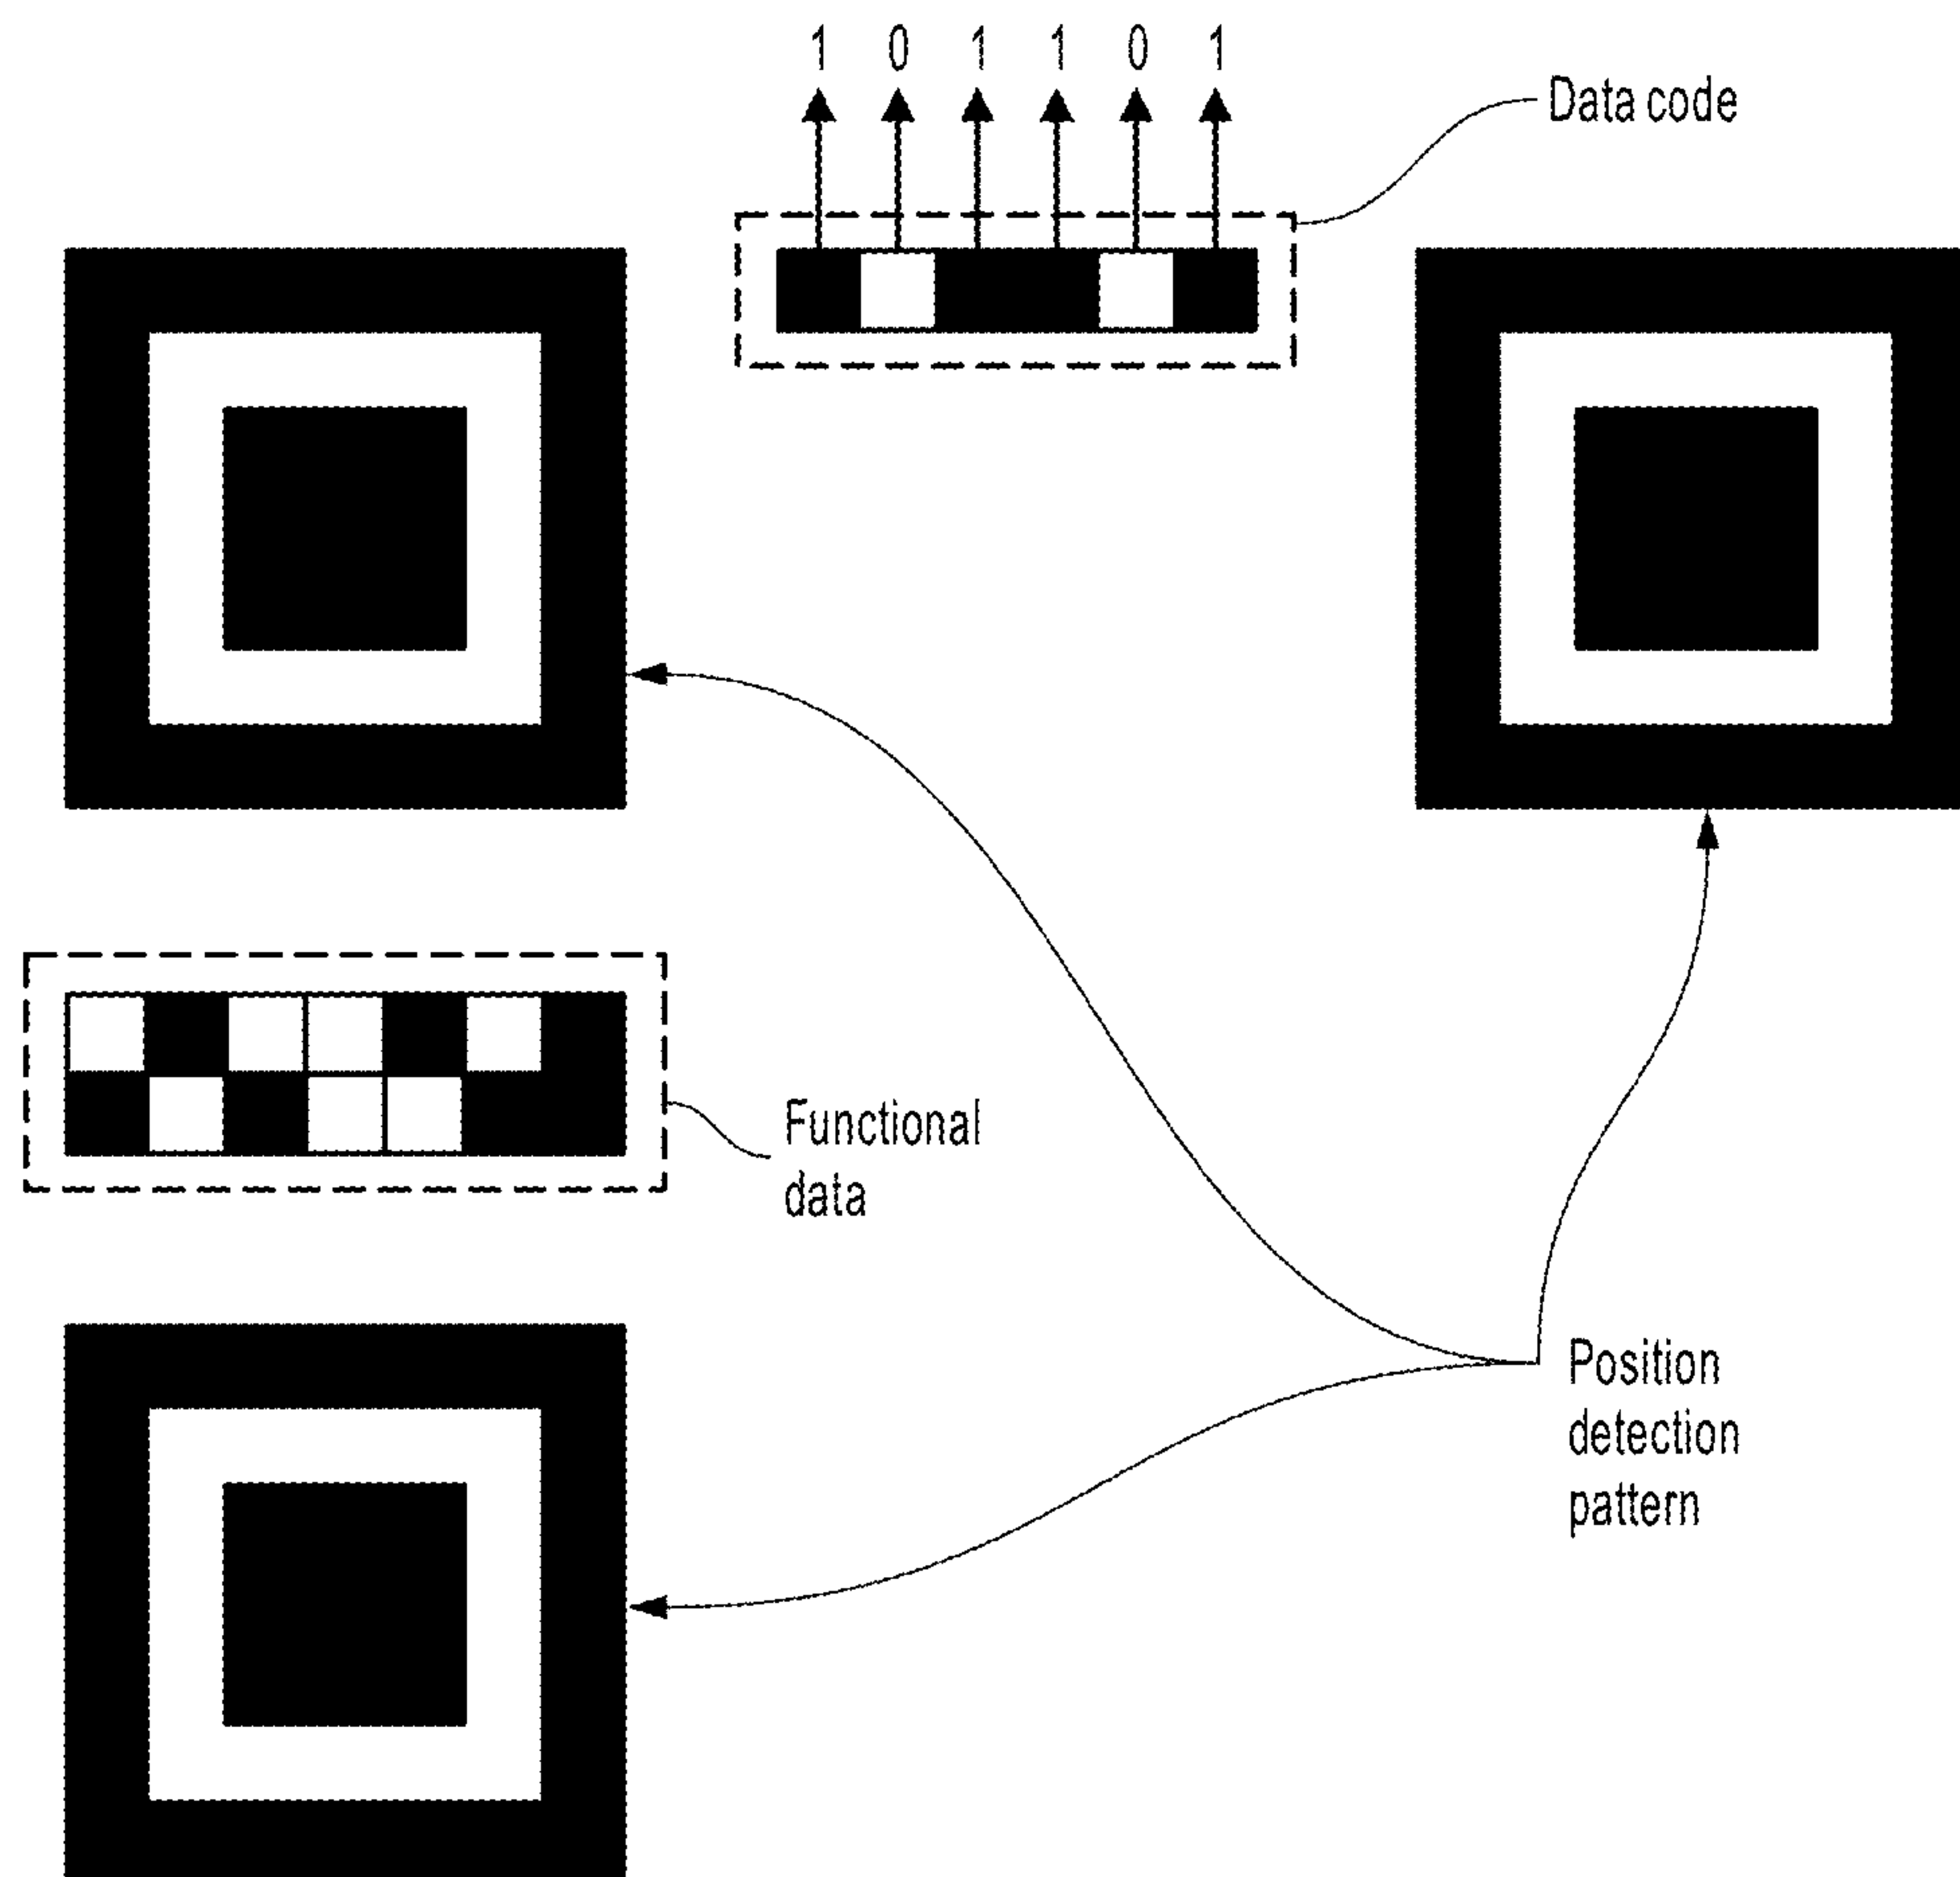 1 0 1 1 0 1
Data code
Functional
data
Position
detection
pattern